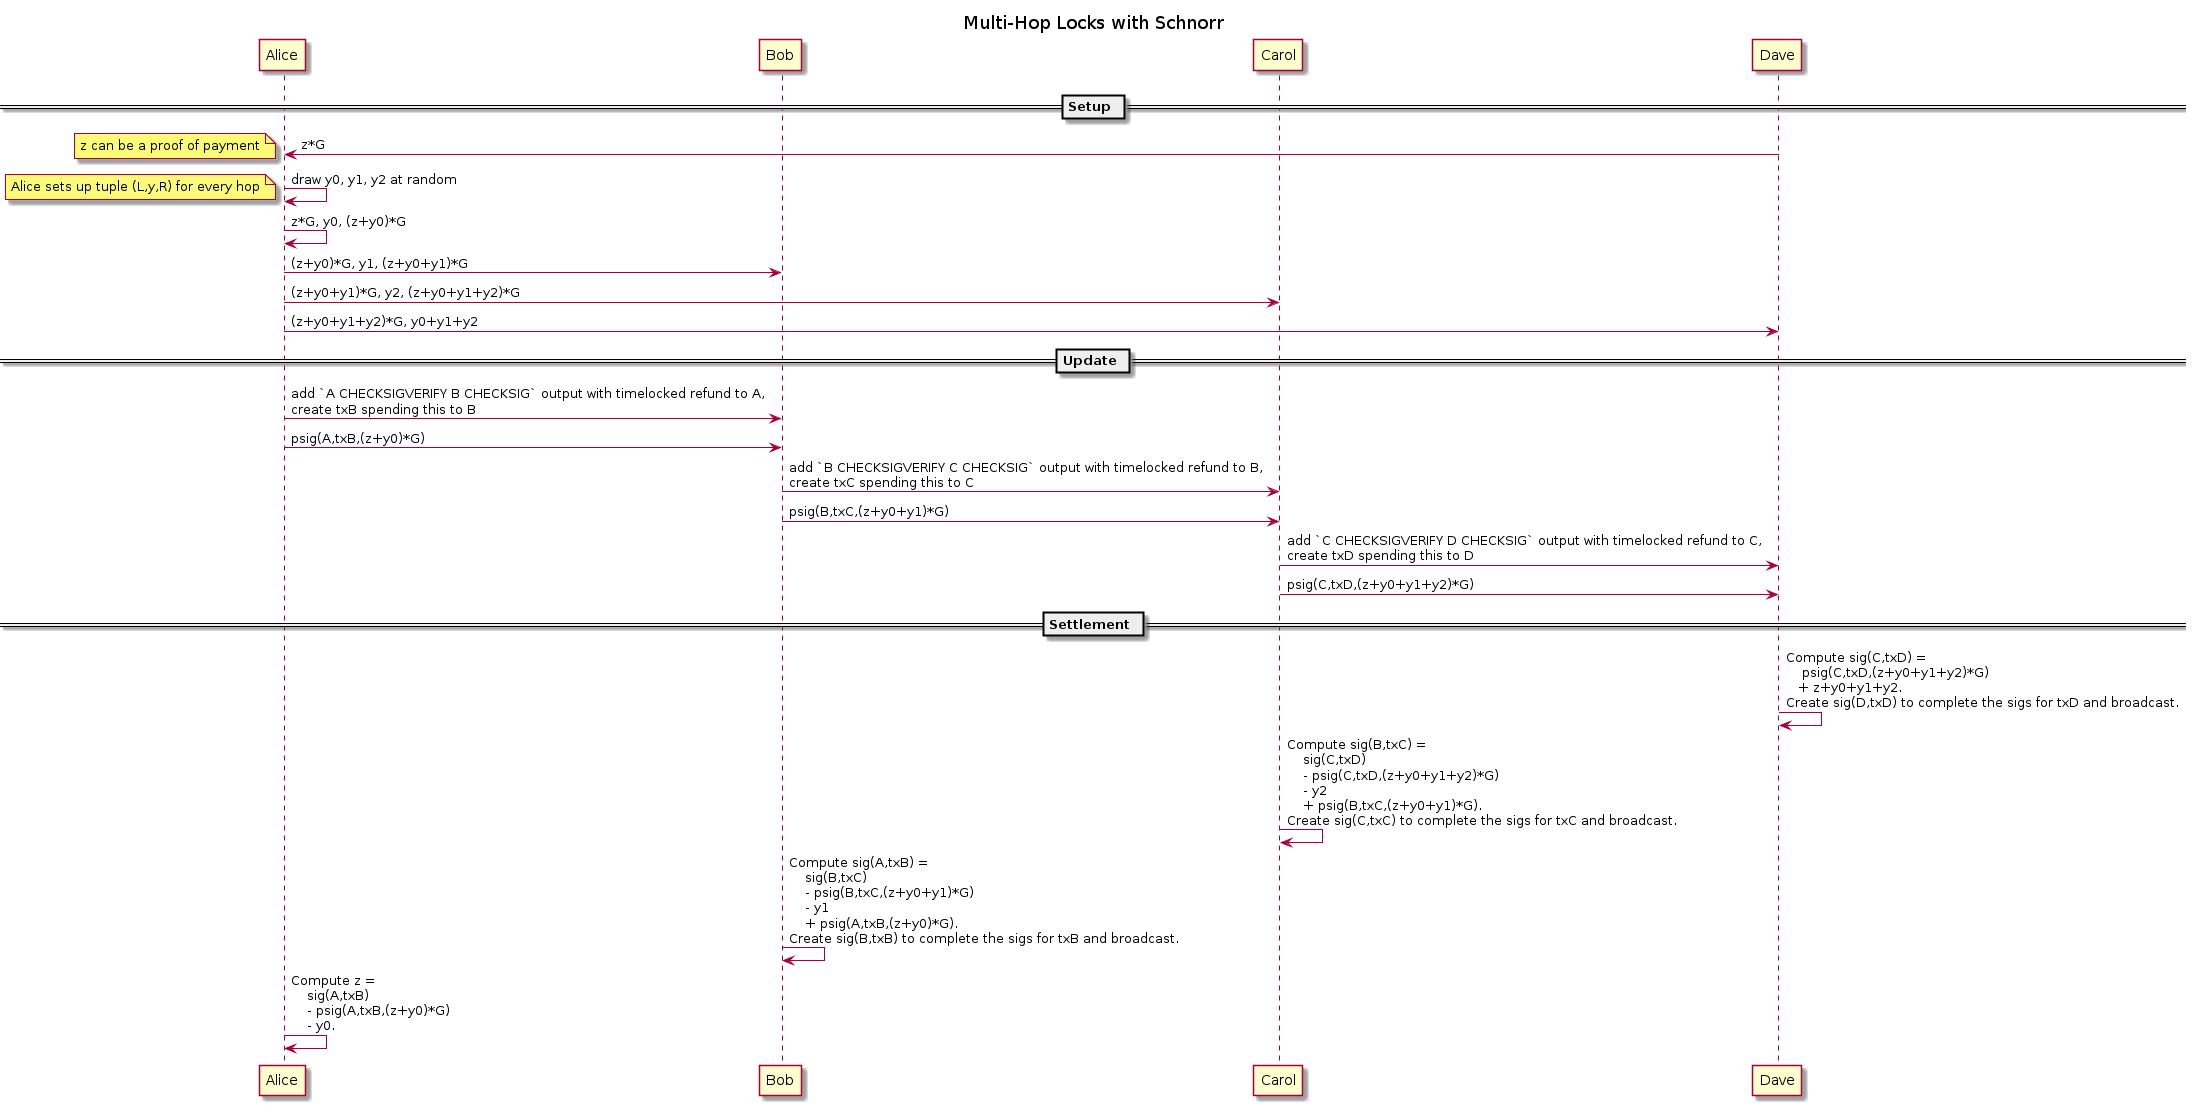 Multi-Hop Locks with Schnorr
Alice
Bob
Carol
Dave
Setup
z can be a proof of payment
z*G
Alice sets up tuple (L,y,R) for every hop
draw y0, y1, y2 at random
z*G, y0, (z+y0)*G
(z+y0)*G, y1, (z+y0+y1)*G
(z+y0+y1)*G, y2, (z+y0+y1+y2)*G
(z+y0+y1+y2)*G, y0+y1+y2
Update
add `A CHECKSIGVERIFY B CHECKSIG` output with timelocked refund to A,
create txB spending this to B
psig(A,txB,(z+y0)*G)
add `B CHECKSIGVERIFY C CHECKSIG` output with timelocked refund to B,
create txC spending this to C
psig(B,txC,(z+y0+y1)*G)
add `C CHECKSIGVERIFY D CHECKSIG` output with timelocked refund to C,
create txD spending this to D
psig(C,txD,(z+y0+y1+y2)*G)
Settlement
Compute sig(C,txD) =
psig(C,txD,(z+y0+y1+y2)*G)
+ z+y0+y1+y2.
Create sig(D,txD) to complete the sigs for txD and broadcast.
Compute sig(B,txC) =
sig(C,txD)
- psig(C,txD,(z+y0+y1+y2)*G)
- y2
+ psig(B,txC,(z+y0+y1)*G).
Create sig(C,txC) to complete the sigs for txC and broadcast.
Compute sig(A,txB) =
sig(B,txC)
- psig(B,txC,(z+y0+y1)*G)
- y1
+ psig(A,txB,(z+y0)*G).
Create sig(B,txB) to complete the sigs for txB and broadcast.
Compute z =
sig(A,txB)
- psig(A,txB,(z+y0)*G)
- y0.
Alice
Bob
Carol
Dave